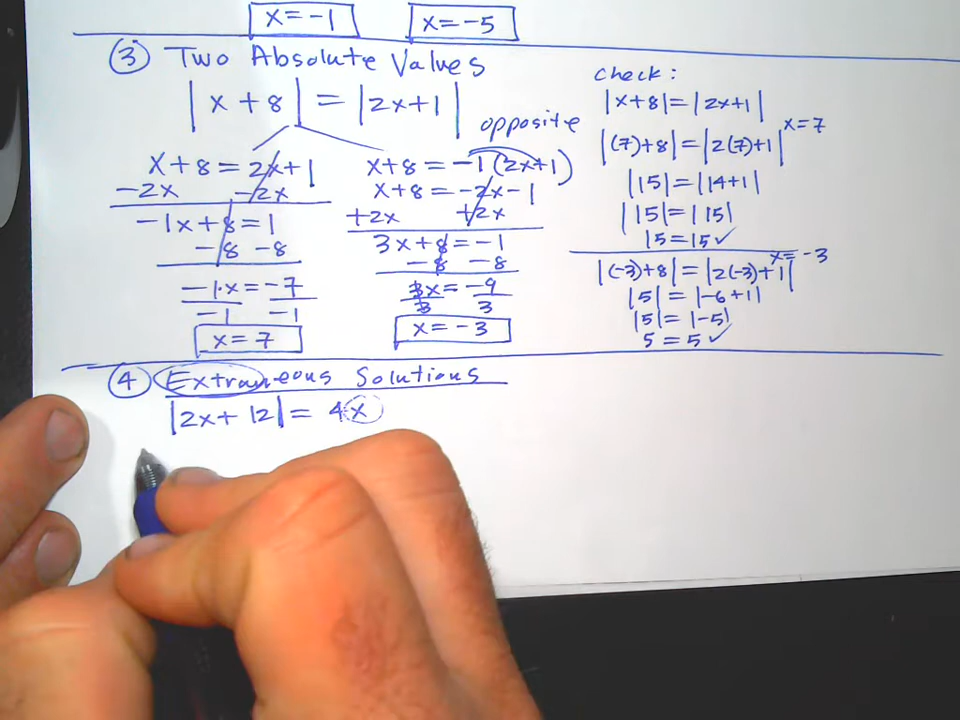 x = -1 x = -5
③ Two Absolute Values
|x + 8| = |2x+1|
opposite
x+8 = 2x+1
-2x -2x
-1x+8 = 1
-8 -8
-1x = -7
-1 -1
x = 7
x+8 = -1(2x+1)
x+8 = -2x-1
+2x +2x
3x+8 = -1
-8 -8
3x = -9
3 3
x = -3
check:
|x+8| = |2x+1|
|(7)+8| = |2(7)+1| x=7
|15| = |14+1|
|15| = |15|
15 = 15 ✓
|(-3)+8| = |2(-3)+1| x=-3
|5| = |-6+1|
|5| = |-5|
5 = 5 ✓
④ Extraneous Solutions
|2x+12| = 4x